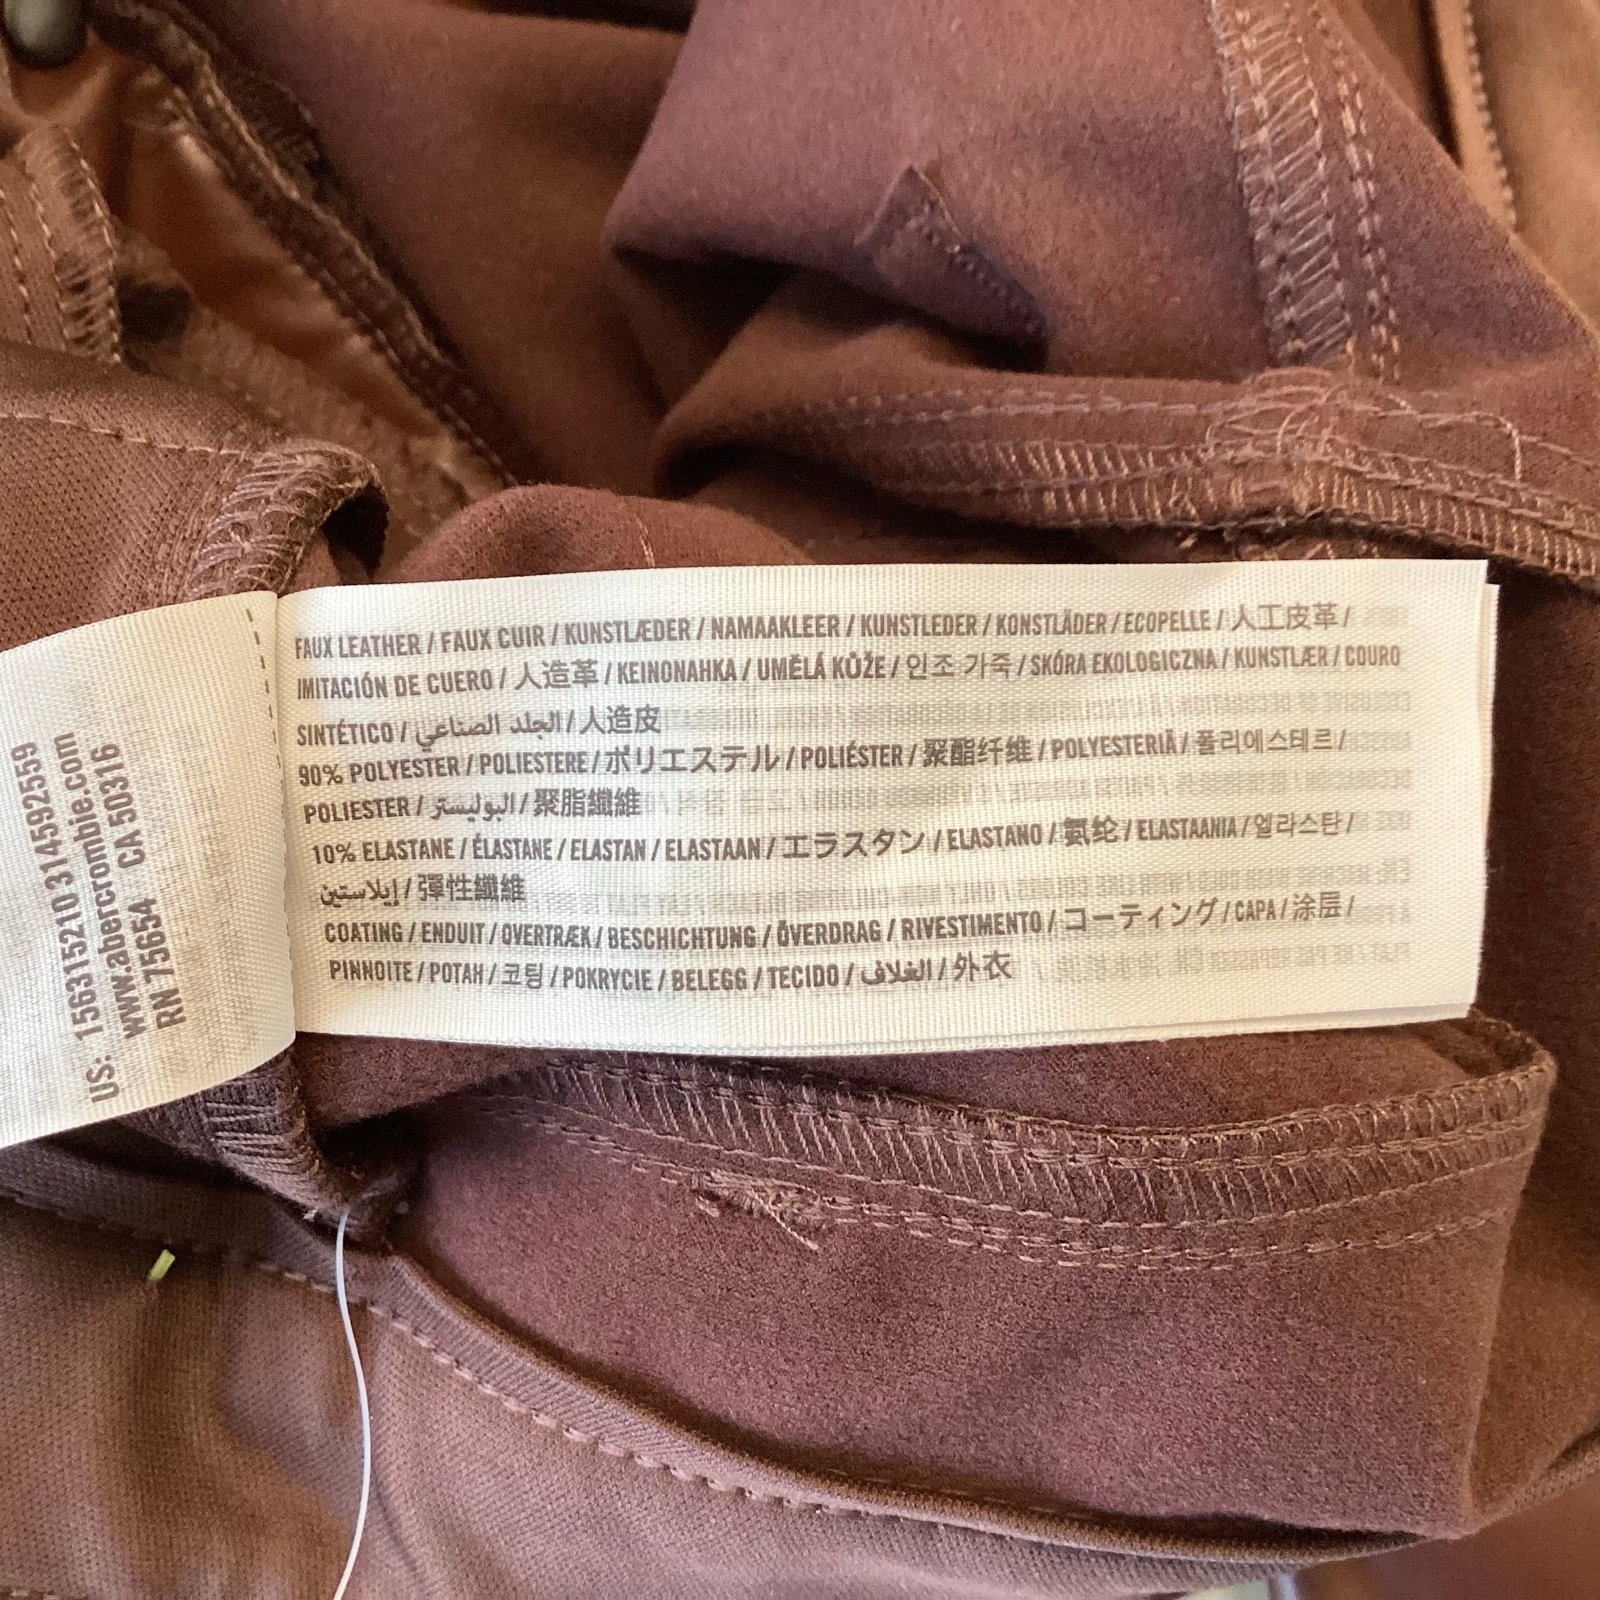 US: 156315210 314592559
www.abercrombie.com
RN 75654 CA 50316
FAUX LEATHER / FAUX CUIR / KUNSTLÆDER / NAMAAKLEER / KUNSTLEDER / KONSTLÄDER / ECOPELLE / 人工皮革 /
IMITACIÓN DE CUERO / 人造革 / KEINONAHKA / UMĚLÁ KŮŽE / 인조 가죽 / SKÓRA EKOLOGICZNA / KUNSTLÆR / COURO
SINTÉTICO / الجلد الصناعي / 人造皮
90% POLYESTER / POLIESTERE / ポリエステル / POLIÉSTER / 聚酯纤维 / POLYESTERIÄ / 폴리에스테르 /
POLIESTER / البوليستر / 聚脂纖維
10% ELASTANE / ÉLASTANE / ELASTAN / ELASTAAN / エラスタン / ELASTANO / 氨纶 / ELASTAANIA / 엘라스탄 /
إيلاستين / 彈性纖維
COATING / ENDUIT / OVERTRÆK / BESCHICHTUNG / ÖVERDRAG / RIVESTIMENTO / コーティング / CAPA / 涂层 /
PINNOITE / POTAH / 코팅 / POKRYCIE / BELEGG / TECIDO / الغلاف / 外衣